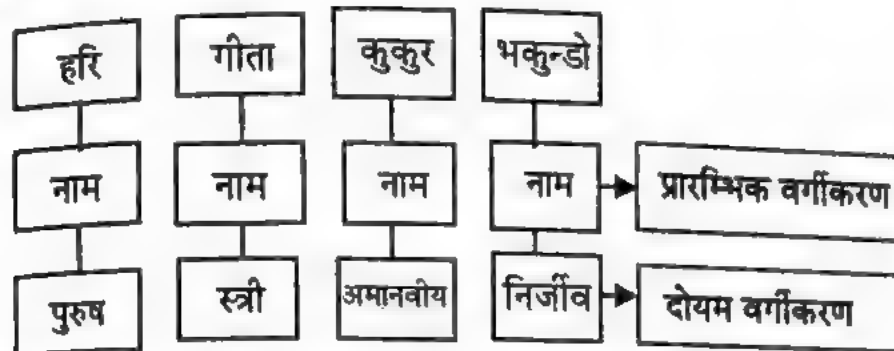 हरि गीता कुकुर भकुन्डो
नाम नाम नाम नाम प्रारम्भिक वर्गीकरण
पुरुष स्त्री अमानवीय निर्जीव दोयम वर्गीकरण